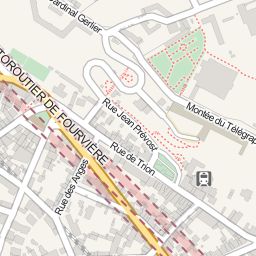 Cardinal Gerlier
Montée du Télégraph
Rue Jean Prévost
TOROUTIER DE FOURVIÈRE
Rue de Trion
Rue des Anges